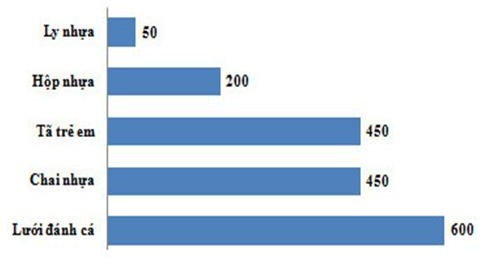 Ly nhựa 50
Hộp nhựa 200
Tã trẻ em 450
Chai nhựa 450
Lưới đánh cá 600